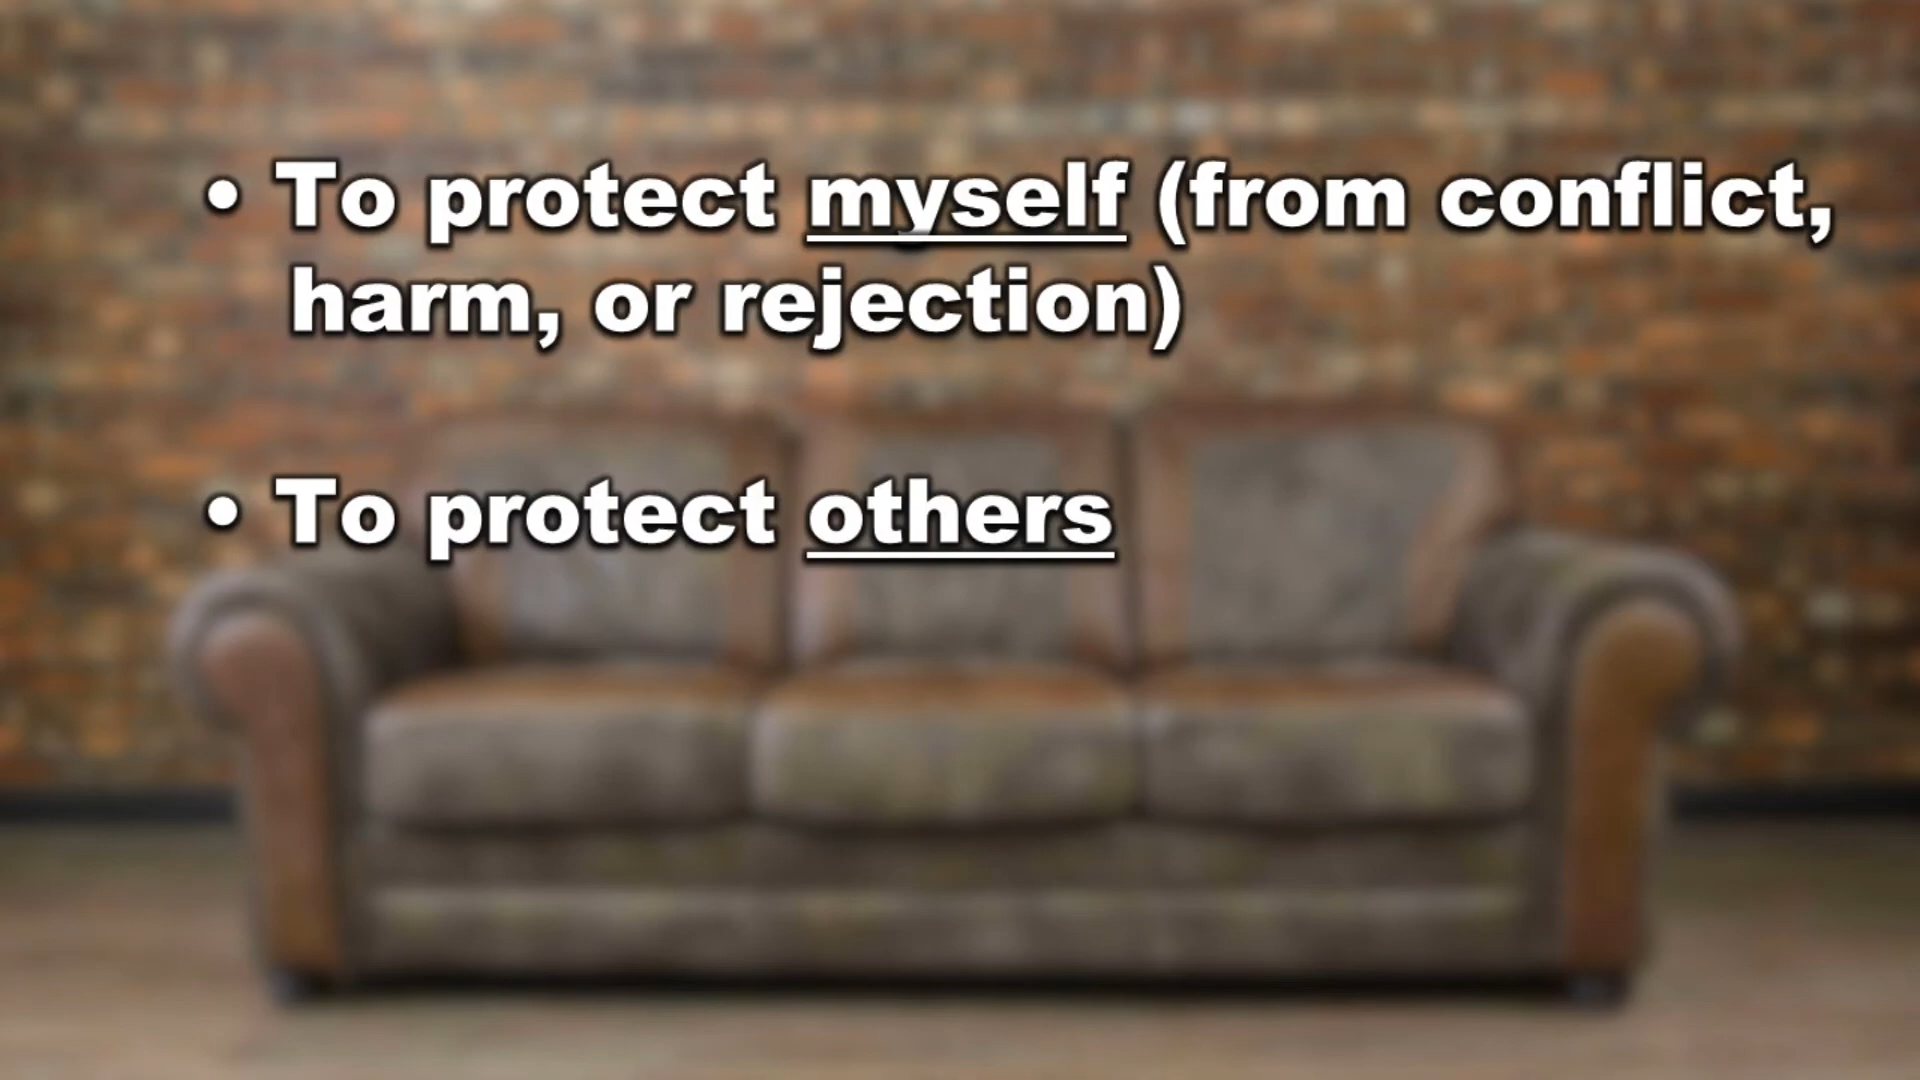 • To protect myself (from conflict,
harm, or rejection)
• To protect others